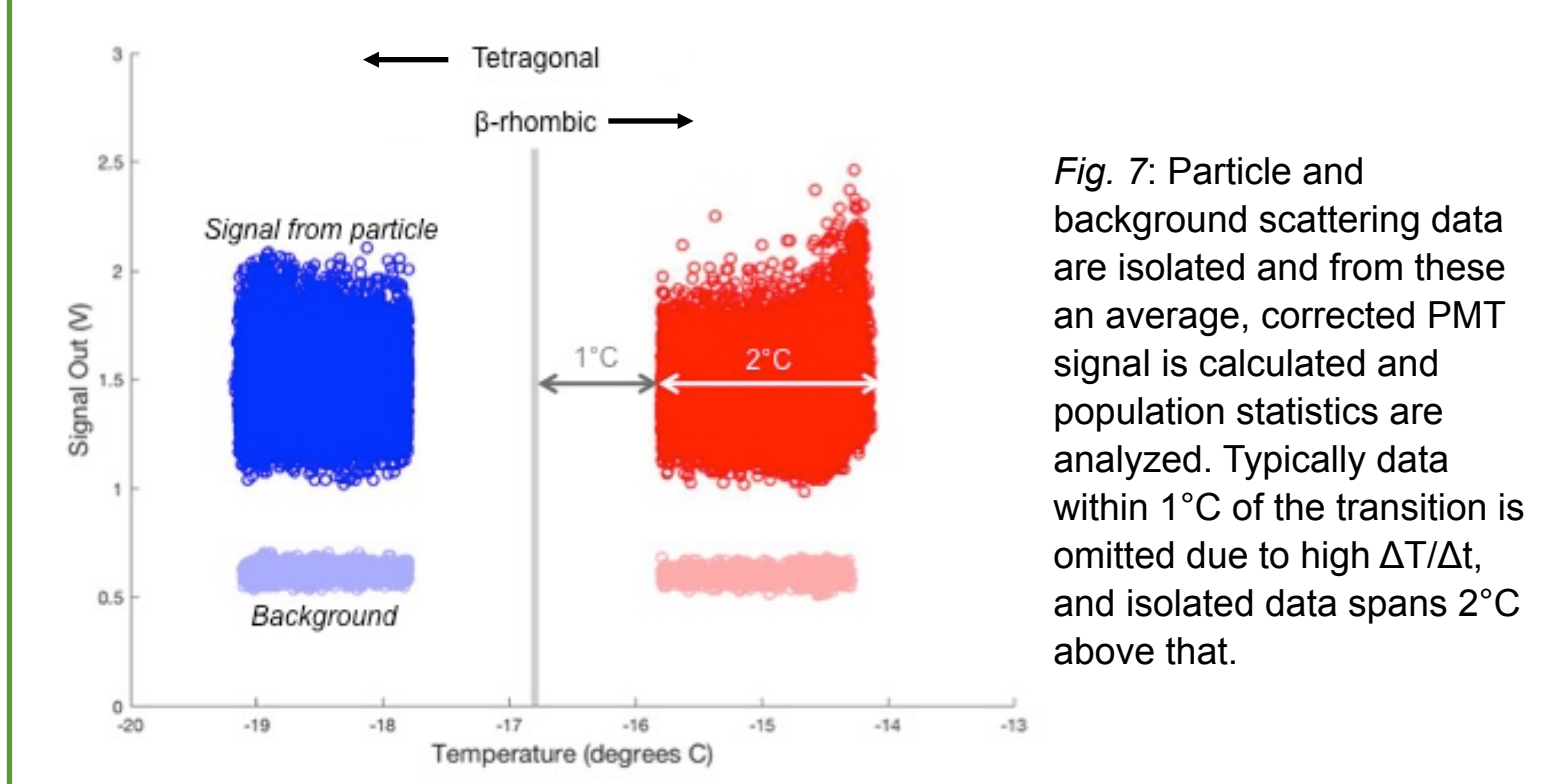 3
Tetragonal
β-rhombic
2.5
Signal from particle
2
Signal Out (V)
1°C
2°C
1.5
1
0.5
Background
0
-20
-19
-18
-17
-16
-15
-14
-13
Temperature (degrees C)
Fig. 7: Particle and
background scattering data
are isolated and from these
an average, corrected PMT
signal is calculated and
population statistics are
analyzed. Typically data
within 1°C of the transition is
omitted due to high ΔT/Δt,
and isolated data spans 2°C
above that.